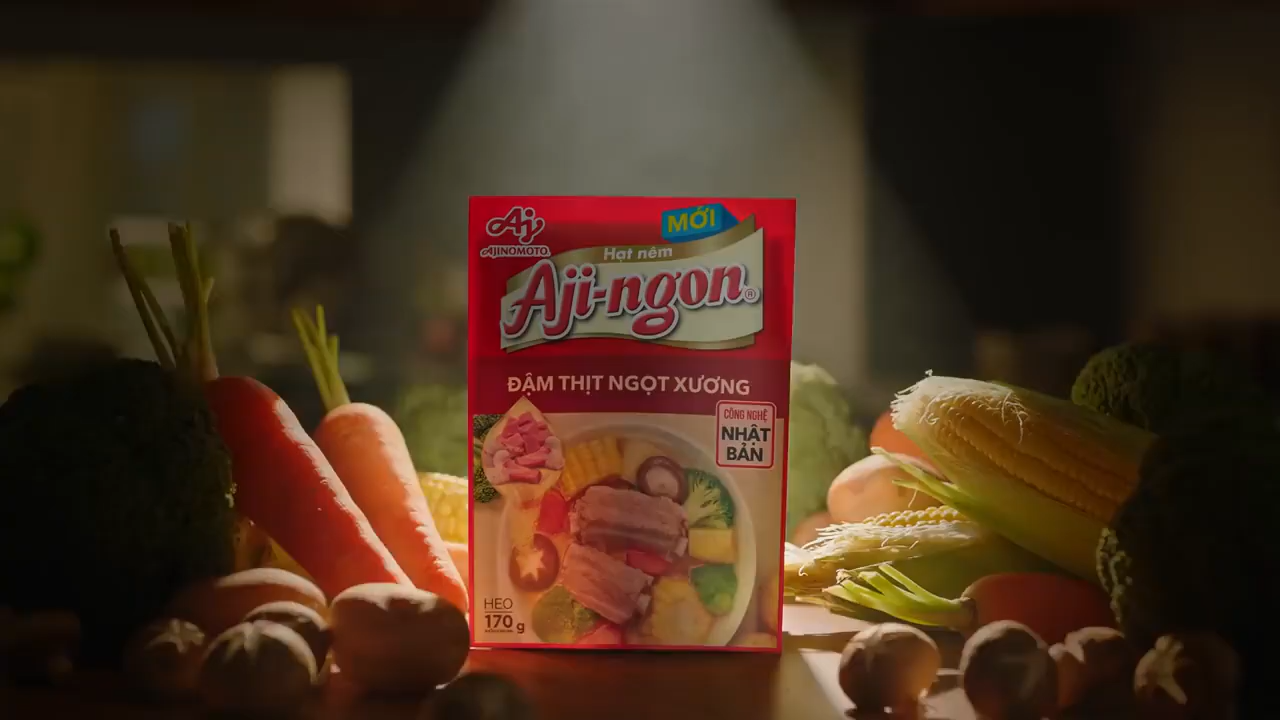 Aj
AJINOMOTO
MỚI
Hạt nêm
Aji-ngon®
ĐẬM THỊT NGỌT XƯƠNG
CÔNG NGHỆ
NHẬT
BẢN
HEO
170 g